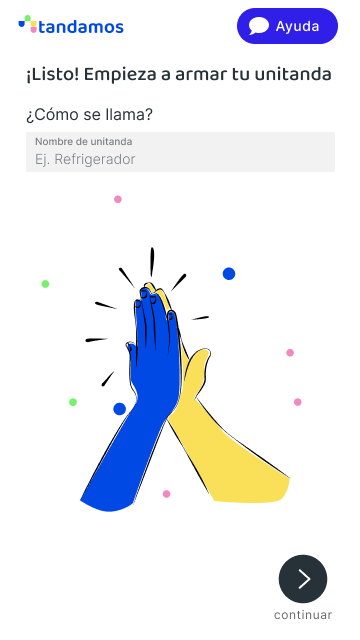 tandamos
Ayuda
¡Listo! Empieza a armar tu unitanda
¿Cómo se llama?
Nombre de unitanda
Ej. Refrigerador
continuar